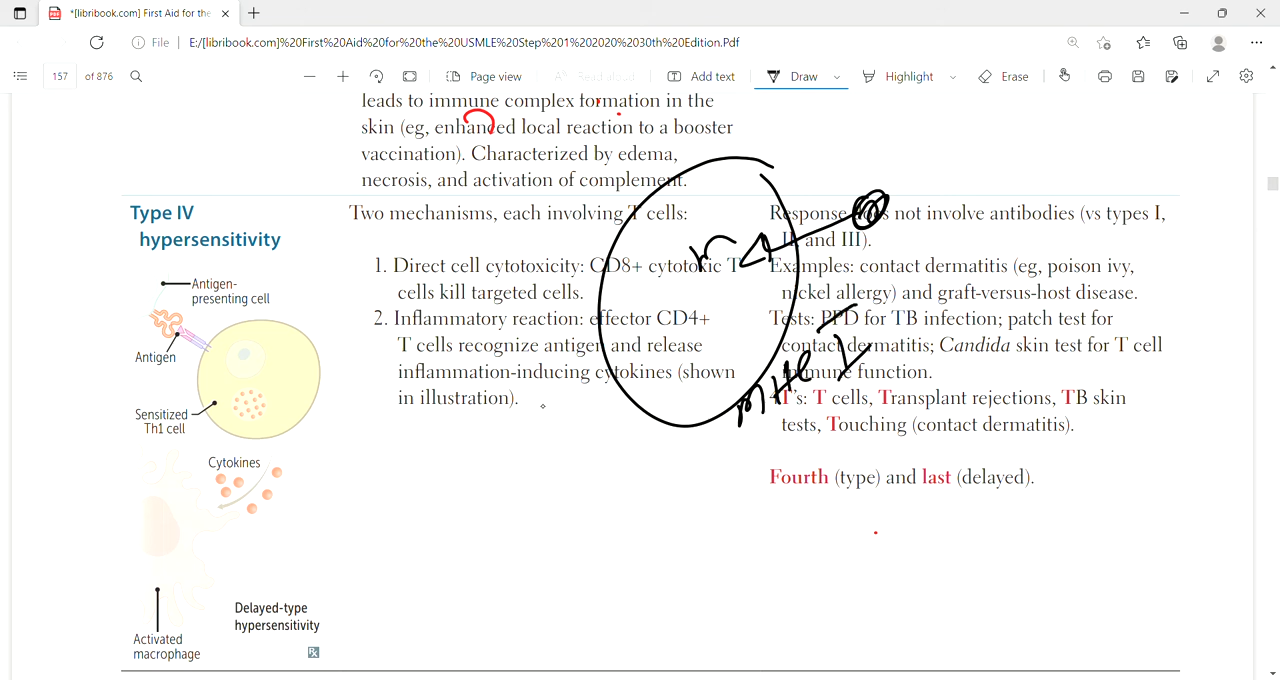 *[libribook.com] First Aid for the
File
E:/[libribook.com]%20First%20Aid%20for%20the%20USMLE%20Step%201%202020%2030th%20Edition.Pdf
157 of 876
Page view
Read aloud
Add text
Draw
Highlight
Erase
leads to immune complex formation in the
skin (eg, enhanced local reaction to a booster
vaccination). Characterized by edema,
necrosis, and activation of complement.
Type IV
hypersensitivity
Antigen-
presenting cell
Antigen
Sensitized
Th1 cell
Cytokines
Delayed-type
hypersensitivity
Activated
macrophage
Rx
Two mechanisms, each involving T cells:
1. Direct cell cytotoxicity: CD8+ cytotoxic T
cells kill targeted cells.
2. Inflammatory reaction: effector CD4+
T cells recognize antigen and release
inflammation-inducing cytokines (shown
in illustration).
Response does not involve antibodies (vs types I,
II, and III).
Examples: contact dermatitis (eg, poison ivy,
nickel allergy) and graft-versus-host disease.
Tests: PPD for TB infection; patch test for
contact dermatitis; Candida skin test for T cell
immune function.
4T's: T cells, Transplant rejections, TB skin
tests, Touching (contact dermatitis).
Fourth (type) and last (delayed).